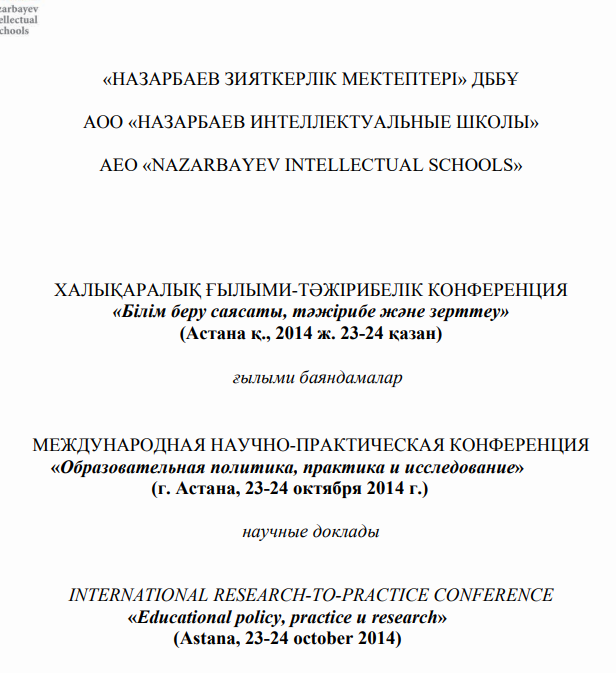 zarbayev
ellectual
chools
«НАЗАРБАЕВ ЗИЯТКЕРЛІК МЕКТЕПТЕРІ» ДББҰ
АОО «НАЗАРБАЕВ ИНТЕЛЛЕКТУАЛЬНЫЕ ШКОЛЫ»
AEO «NAZARBAYEV INTELLECTUAL SCHOOLS»
ХАЛЫҚАРАЛЫҚ ҒЫЛЫМИ-ТӘЖІРИБЕЛІК КОНФЕРЕНЦИЯ
«Білім беру саясаты, тәжірибе және зерттеу»
(Астана қ., 2014 ж. 23-24 қазан)
ғылыми баяндамалар
МЕЖДУНАРОДНАЯ НАУЧНО-ПРАКТИЧЕСКАЯ КОНФЕРЕНЦИЯ
«Образовательная политика, практика и исследование»
(г. Астана, 23-24 октября 2014 г.)
научные доклады
INTERNATIONAL RESEARCH-TO-PRACTICE CONFERENCE
«Educational policy, practice и research»
(Astana, 23-24 october 2014)